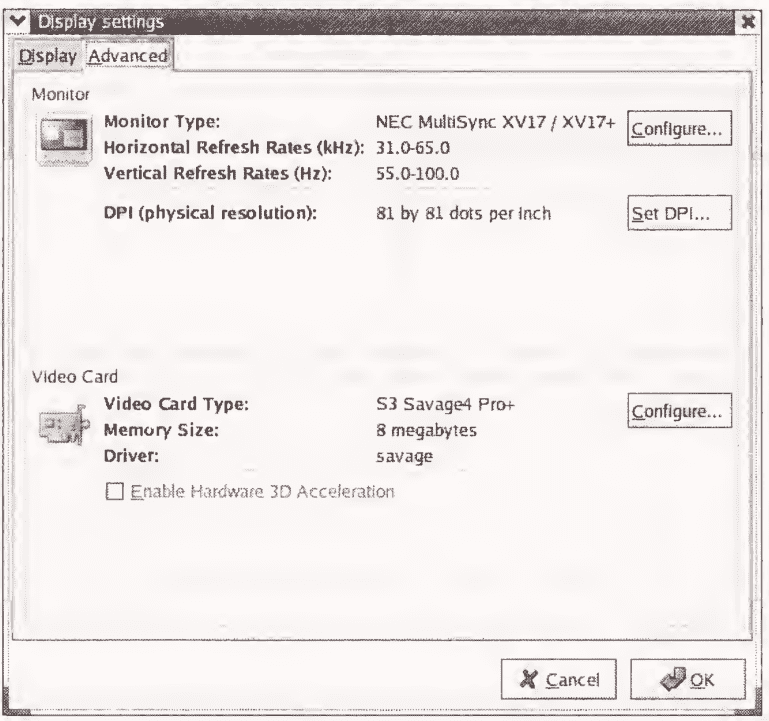 Display settings
Display Advanced
Monitor
Monitor Type: NEC MultiSync XV17 / XV17+ Configure...
Horizontal Refresh Rates (kHz): 31.0-65.0
Vertical Refresh Rates (Hz): 55.0-100.0
DPI (physical resolution): 81 by 81 dots per inch Set DPI...
Video Card
Video Card Type: S3 Savage4 Pro+ Configure...
Memory Size: 8 megabytes
Driver: savage
Enable Hardware 3D Acceleration
Cancel OK